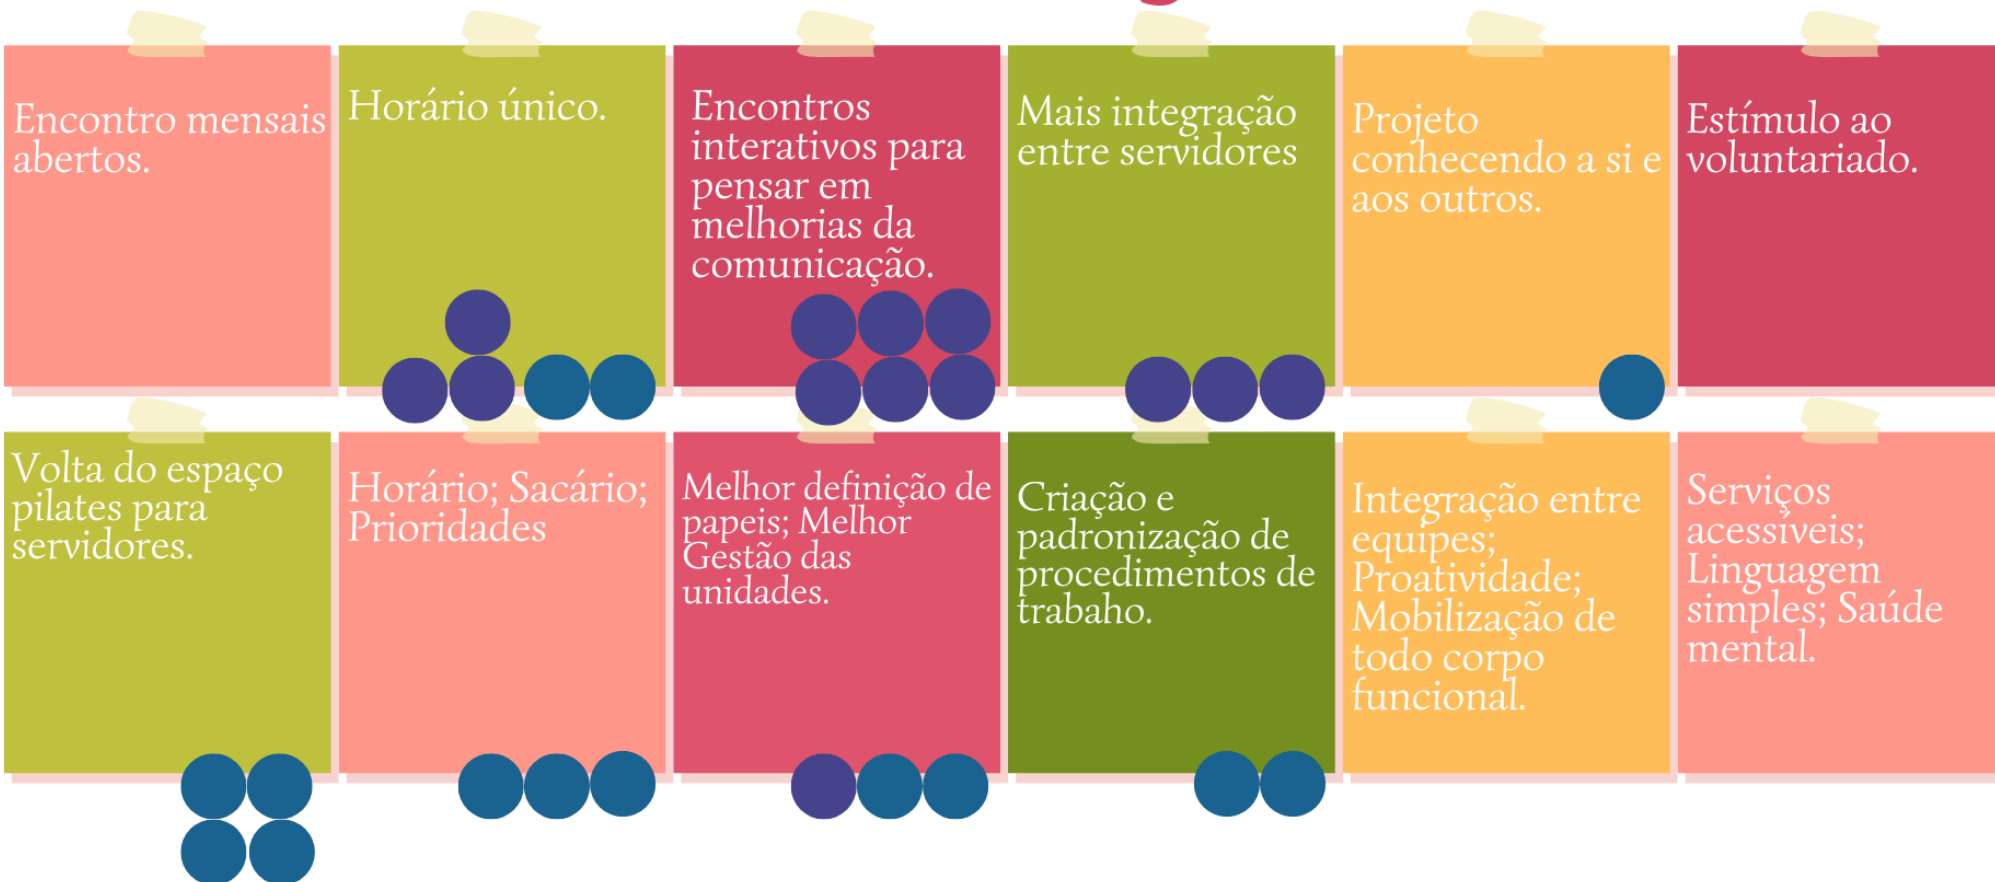 Encontro mensais
abertos.
Horário único.
Encontros
interativos para
pensar em
melhorias da
comunicação.
Mais integração
entre servidores
Projeto
conhecendo a si e
aos outros.
Estímulo ao
voluntariado.
Volta do espaço
pilates para
servidores.
Horário; Sacário;
Prioridades
Melhor definição de
papeis; Melhor
Gestão das
unidades.
Criação e
padronização de
procedimentos de
trabaho.
Integração entre
equipes;
Proatividade;
Mobilização de
todo corpo
funcional.
Serviços
acessíveis;
Linguagem
simples; Saúde
mental.